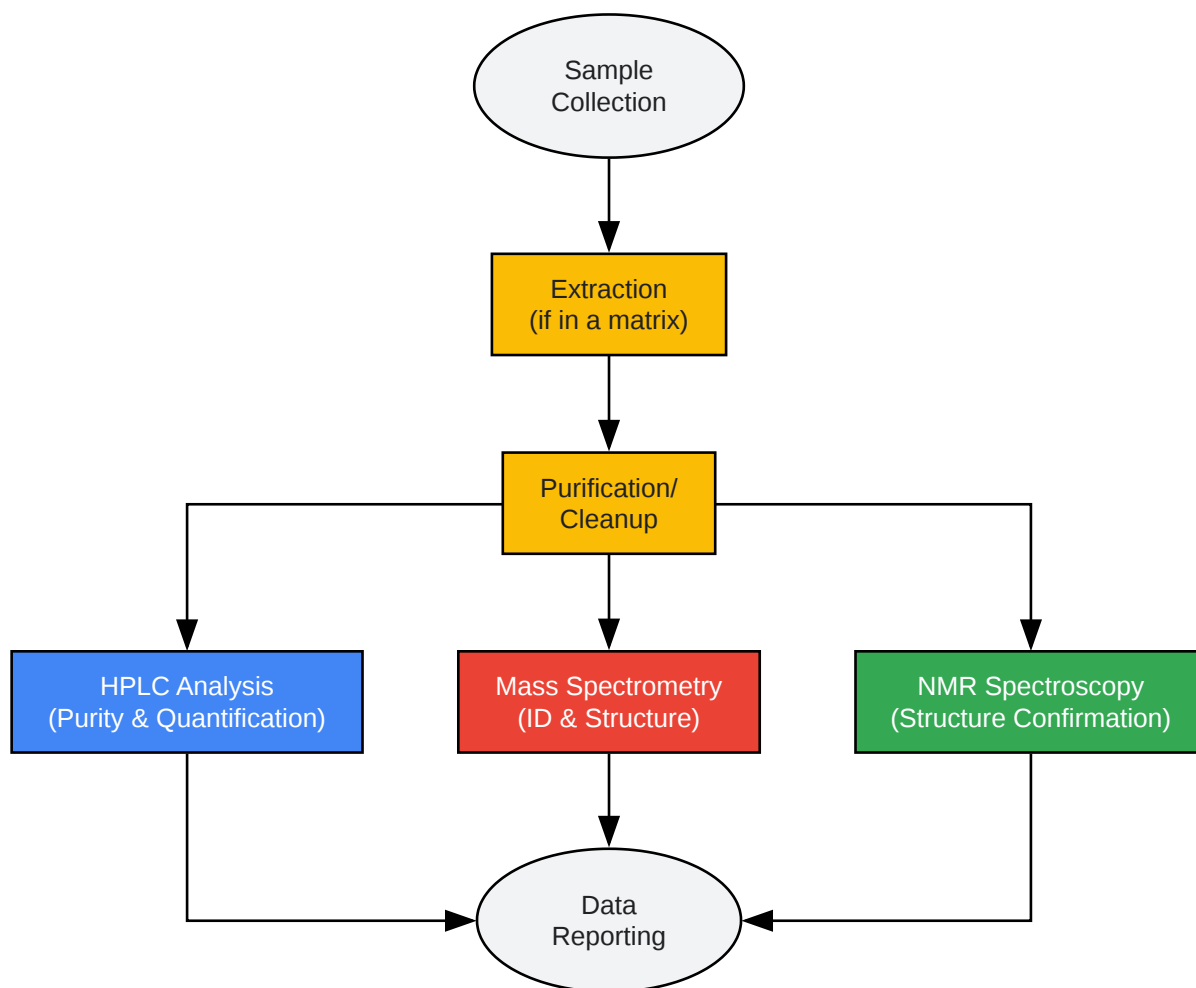 Sample
Collection
Extraction
(if in a matrix)
Purification/
Cleanup
HPLC Analysis
(Purity & Quantification)
Mass Spectrometry
(ID & Structure)
NMR Spectroscopy
(Structure Confirmation)
Data
Reporting